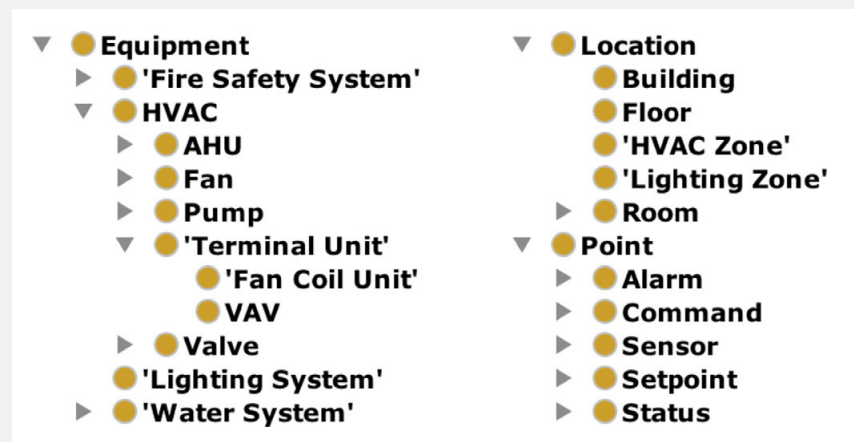 Equipment
'Fire Safety System'
HVAC
AHU
Fan
Pump
'Terminal Unit'
'Fan Coil Unit'
VAV
Valve
'Lighting System'
'Water System'
Location
Building
Floor
'HVAC Zone'
'Lighting Zone'
Room
Point
Alarm
Command
Sensor
Setpoint
Status